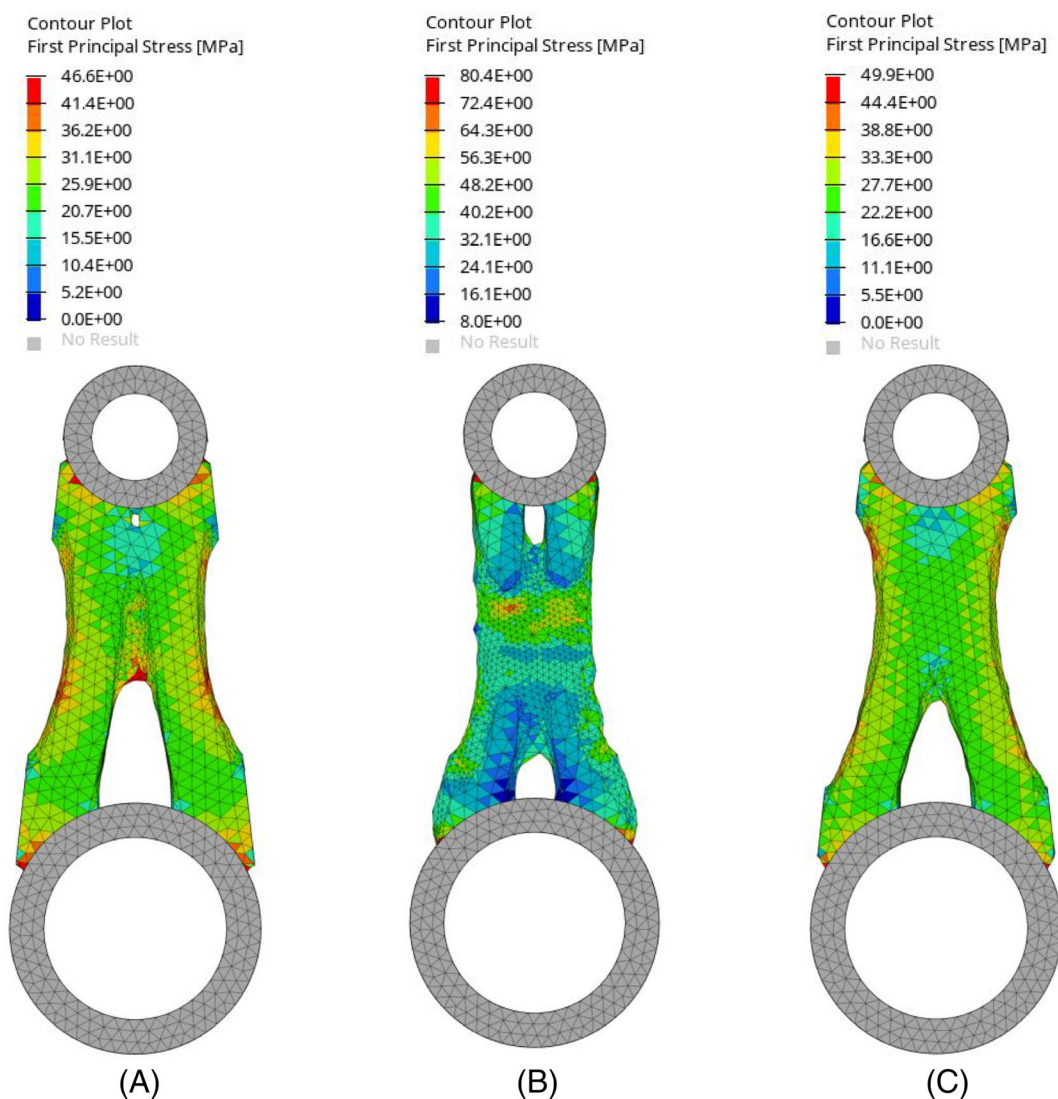 Contour Plot
First Principal Stress [MPa]
46.6E+00
41.4E+00
36.2E+00
31.1E+00
25.9E+00
20.7E+00
15.5E+00
10.4E+00
5.2E+00
0.0E+00
No Result
(A)
Contour Plot
First Principal Stress [MPa]
80.4E+00
72.4E+00
64.3E+00
56.3E+00
48.2E+00
40.2E+00
32.1E+00
24.1E+00
16.1E+00
8.0E+00
No Result
(B)
Contour Plot
First Principal Stress [MPa]
49.9E+00
44.4E+00
38.8E+00
33.3E+00
27.7E+00
22.2E+00
16.6E+00
11.1E+00
5.5E+00
0.0E+00
No Result
(C)